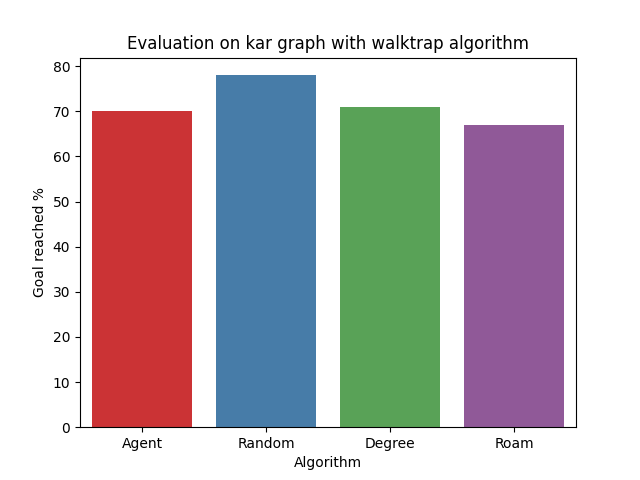 Evaluation on kar graph with walktrap algorithm
80
70
60
50
40
30
20
10
0
Goal reached %
Agent Random Degree Roam
Algorithm